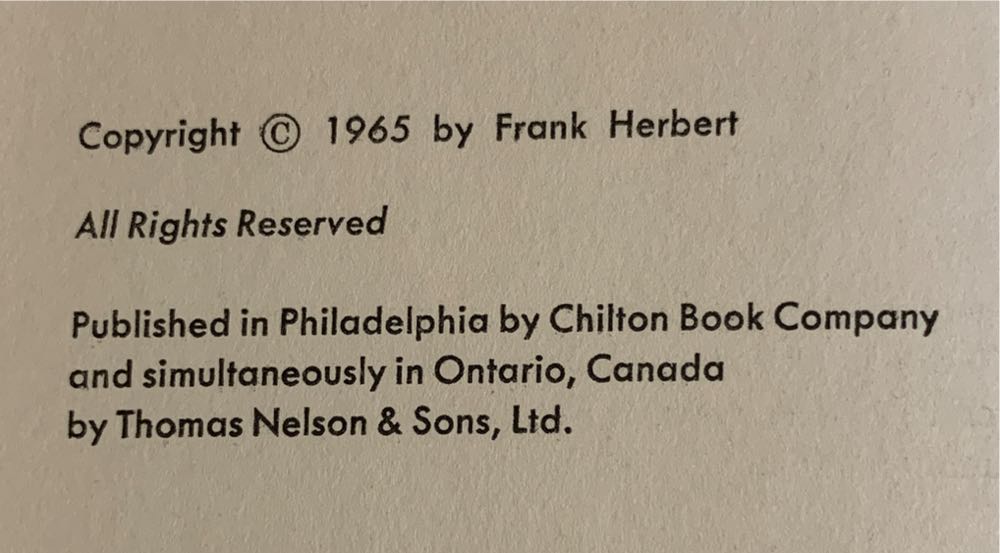 Copyright © 1965 by Frank Herbert
All Rights Reserved
Published in Philadelphia by Chilton Book Company
and simultaneously in Ontario, Canada
by Thomas Nelson & Sons, Ltd.